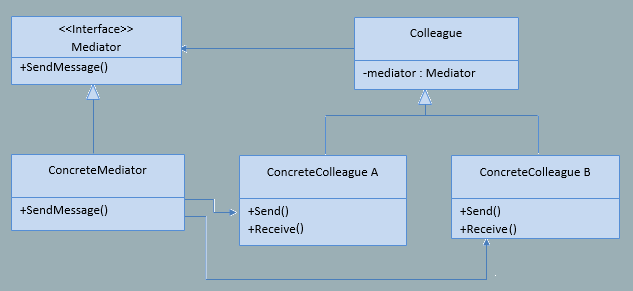 <<Interface>>
Mediator
+SendMessage()
Colleague
-mediator : Mediator
ConcreteMediator
+SendMessage()
ConcreteColleague A
+Send()
+Receive()
ConcreteColleague B
+Send()
+Receive()